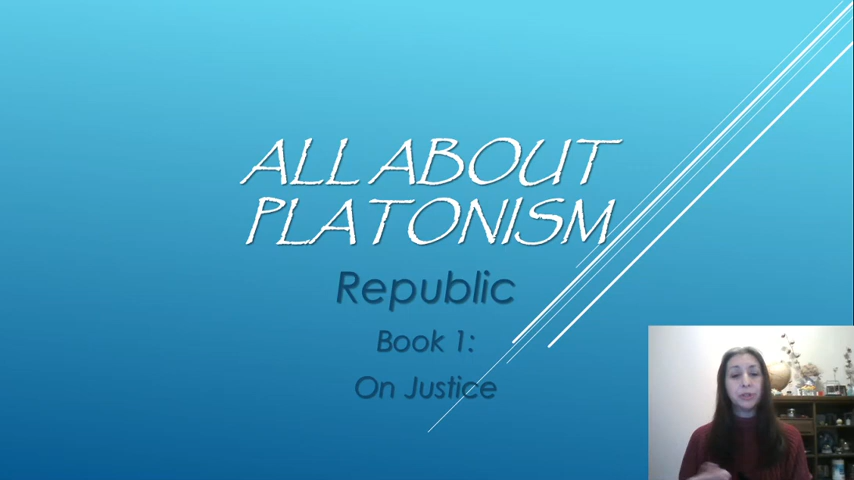 ALL ABOUT
PLATONISM
Republic
Book 1:
On Justice